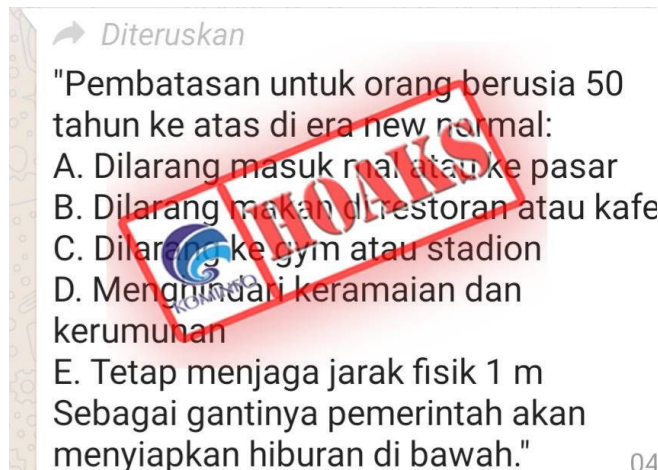 Diteruskan
"Pembatasan untuk orang berusia 50
tahun ke atas di era new normal:
A. Dilarang masuk mal atau ke pasar
B. Dilarang makan di restoran atau kafe
C. Dilarang ke gym atau stadion
D. Menghindari keramaian dan
kerumunan
E. Tetap menjaga jarak fisik 1 m
Sebagai gantinya pemerintah akan
menyiapkan hiburan di bawah."
04
HOAKS
KOMINFO